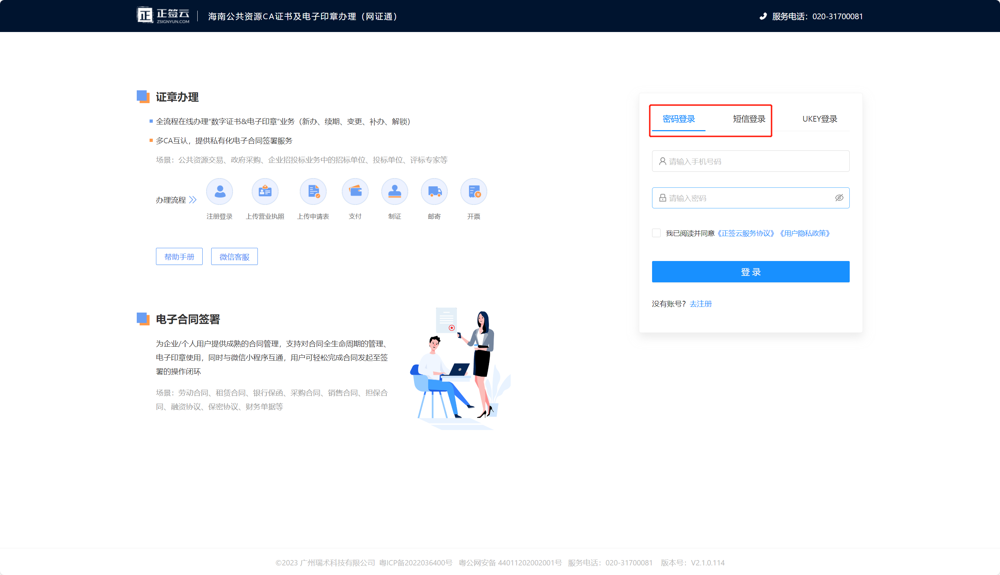 正 正签云
ZSIGNYUN.COM
海南公共资源CA证书及电子印章办理（网证通）
服务电话：020-31700081
证章办理
全流程在线办理“数字证书&电子印章”业务（新办、续期、变更、补办、解锁）
多CA互认，提供私有化电子合同签署服务
场景：公共资源交易、政府采购、企业招投标业务中的招标单位、投标单位、评标专家等
办理流程
注册登录 上传营业执照 上传申请表 支付 制证 邮寄 开票
帮助手册 微信客服
电子合同签署
为企业/个人用户提供成熟的合同管理，支持对合同全生命周期的管理、
电子印章使用，同时与微信小程序互通，用户可轻松完成合同发起至签
署的操作闭环
场景：劳动合同、租赁合同、银行保函、采购合同、销售合同、担保合
同、融资协议、保密协议、财务单据等
密码登录 短信登录 UKEY登录
请输入手机号码
请输入密码
我已阅读并同意《正签云服务协议》《用户隐私政策》
登 录
没有账号？去注册
©2023 广州瑞术科技有限公司 粤ICP备2022036400号 粤公网安备 44011202002001号 服务电话：020-31700081 版本号：V2.1.0.114